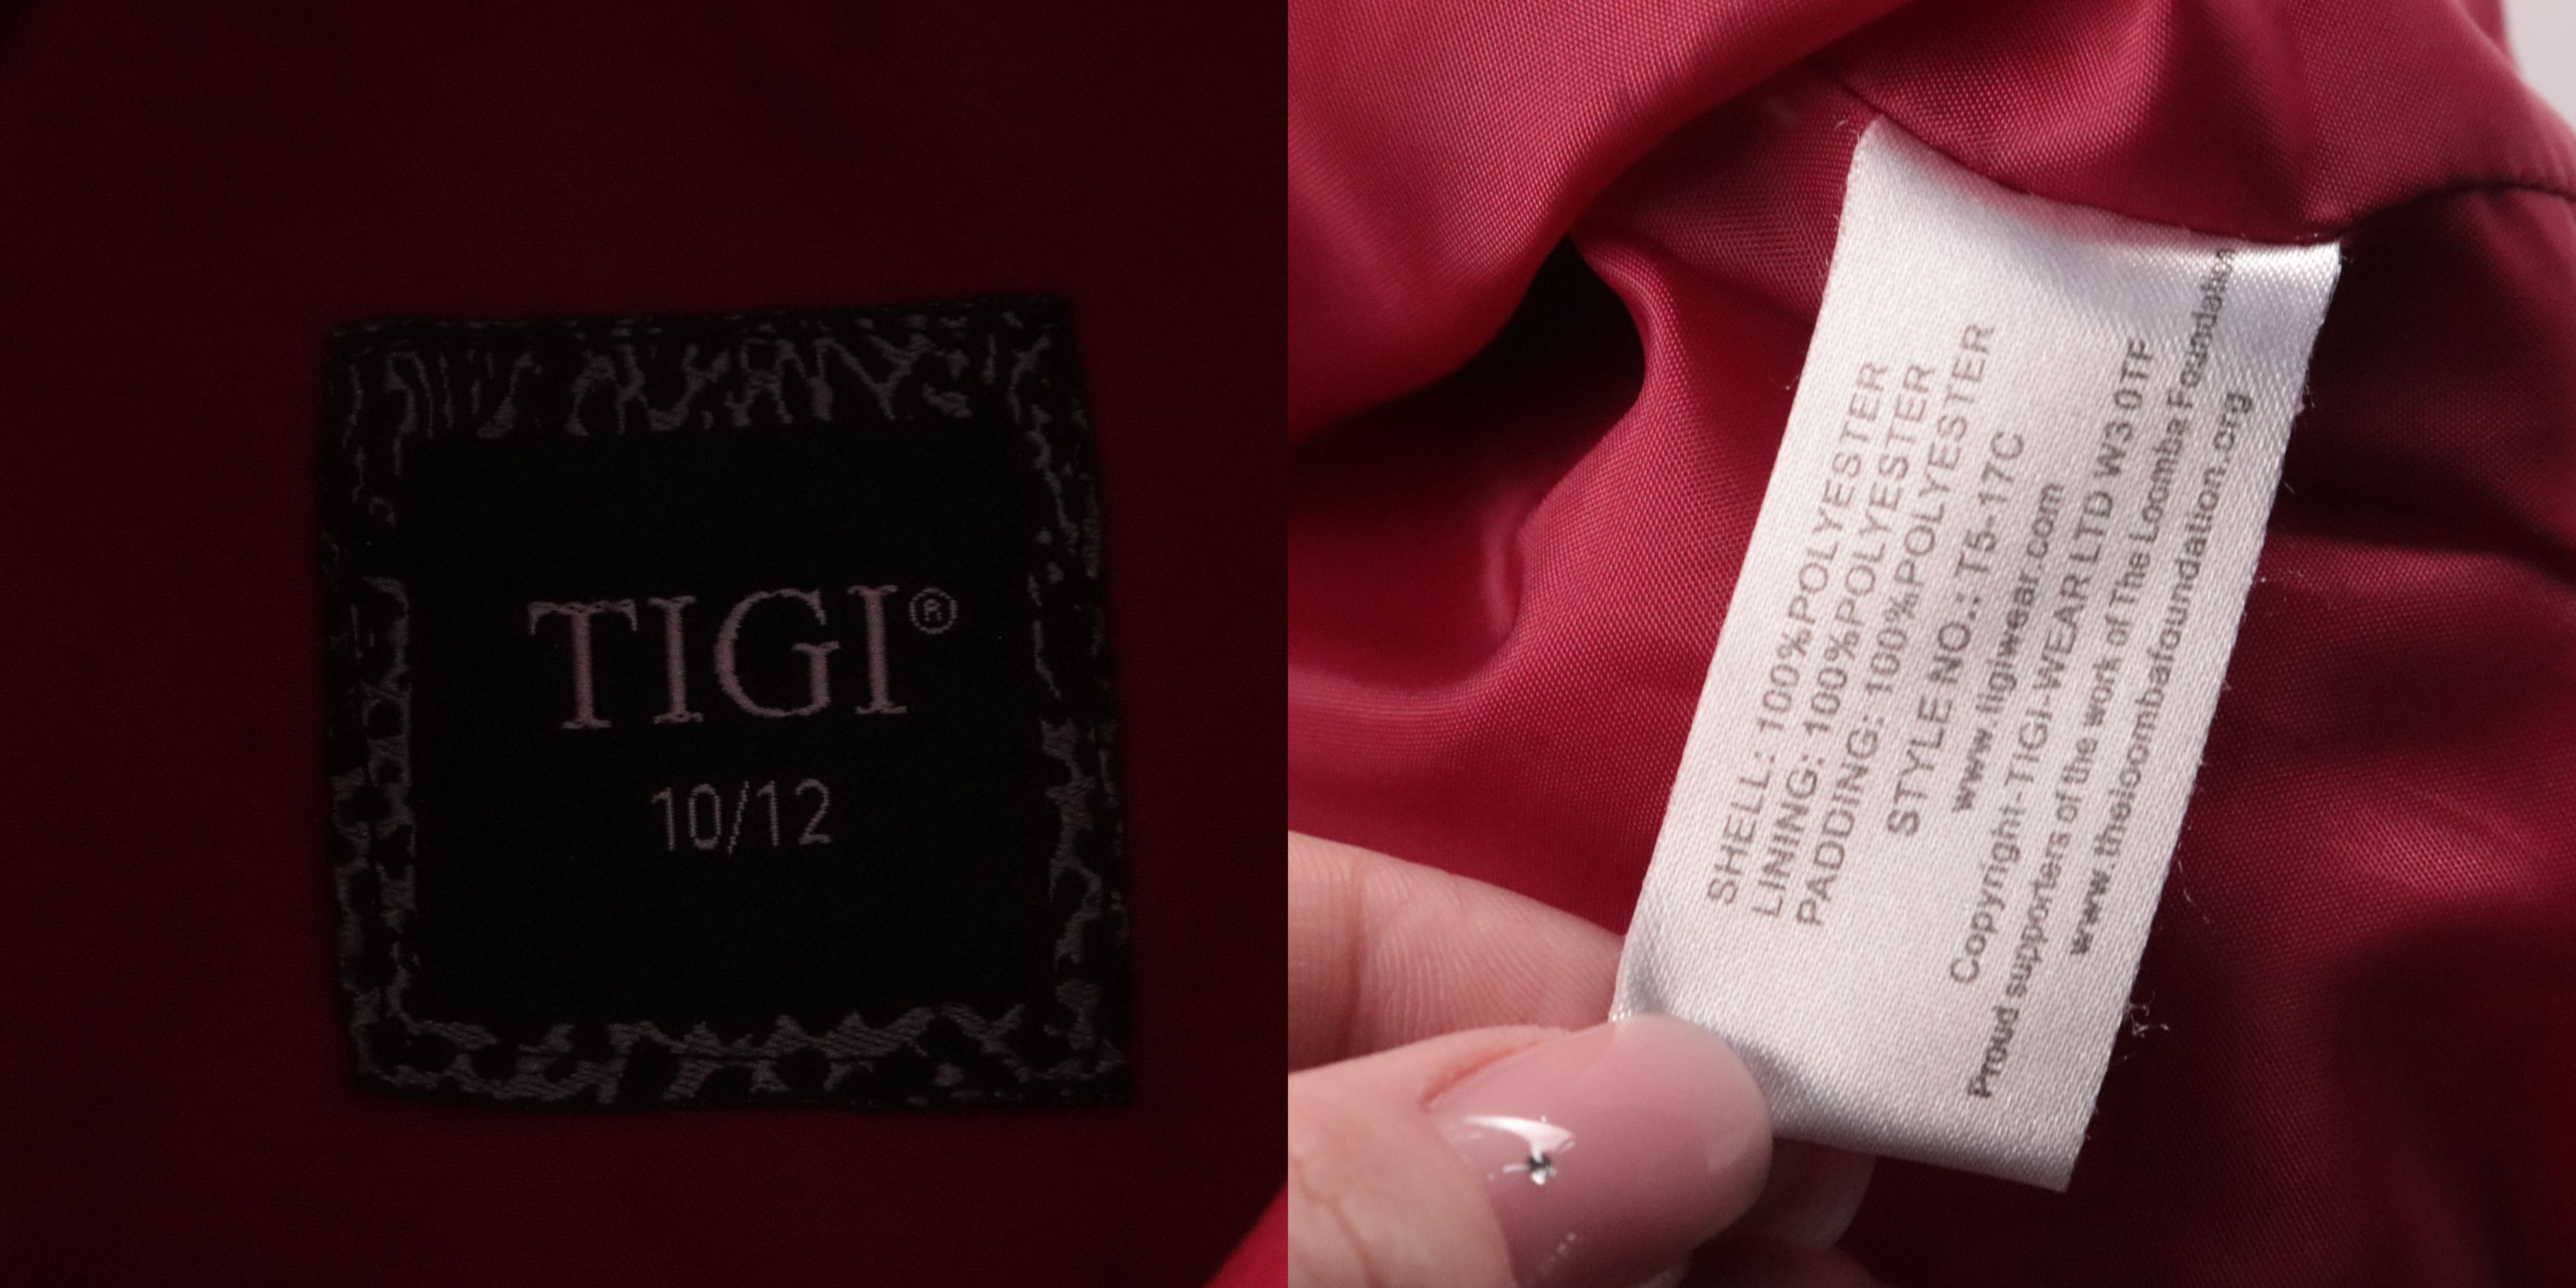 TIGI®
10/12
SHELL: 100%POLYESTER
LINING: 100%POLYESTER
PADDING: 100%POLYESTER
STYLE NO.: T5-17C
www.tigiwear.com
Copyright-TIGI-WEAR LTD W3 0TF
Proud supporters of the work of The Loomba Foundation
www.theloombafoundation.org